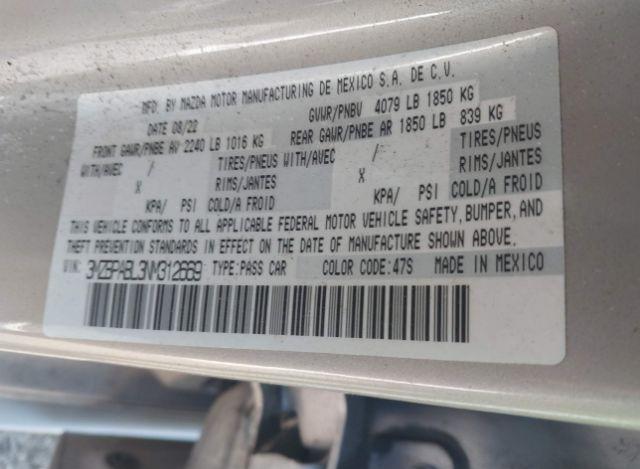 MFD. BY MAZDA MOTOR MANUFACTURING DE MEXICO S.A. DE C.V.
DATE 08/22 GVWR/PNBV 4079 LB 1850 KG
FRONT GAWR/PNBE AV 2240 LB 1016 KG REAR GAWR/PNBE AR 1850 LB 839 KG
WITH/AVEC / TIRES/PNEUS WITH/AVEC / TIRES/PNEUS
X RIMS/JANTES X RIMS/JANTES
KPA/ PSI COLD/A FROID KPA/ PSI COLD/A FROID
THIS VEHICLE CONFORMS TO ALL APPLICABLE FEDERAL MOTOR VEHICLE SAFETY, BUMPER, AND
THEFT PREVENTION STANDARDS IN EFFECT ON THE DATE OF MANUFACTURE SHOWN ABOVE.
VIN: 3MZBPABL3NM312669 TYPE:PASS CAR COLOR CODE:47S MADE IN MEXICO